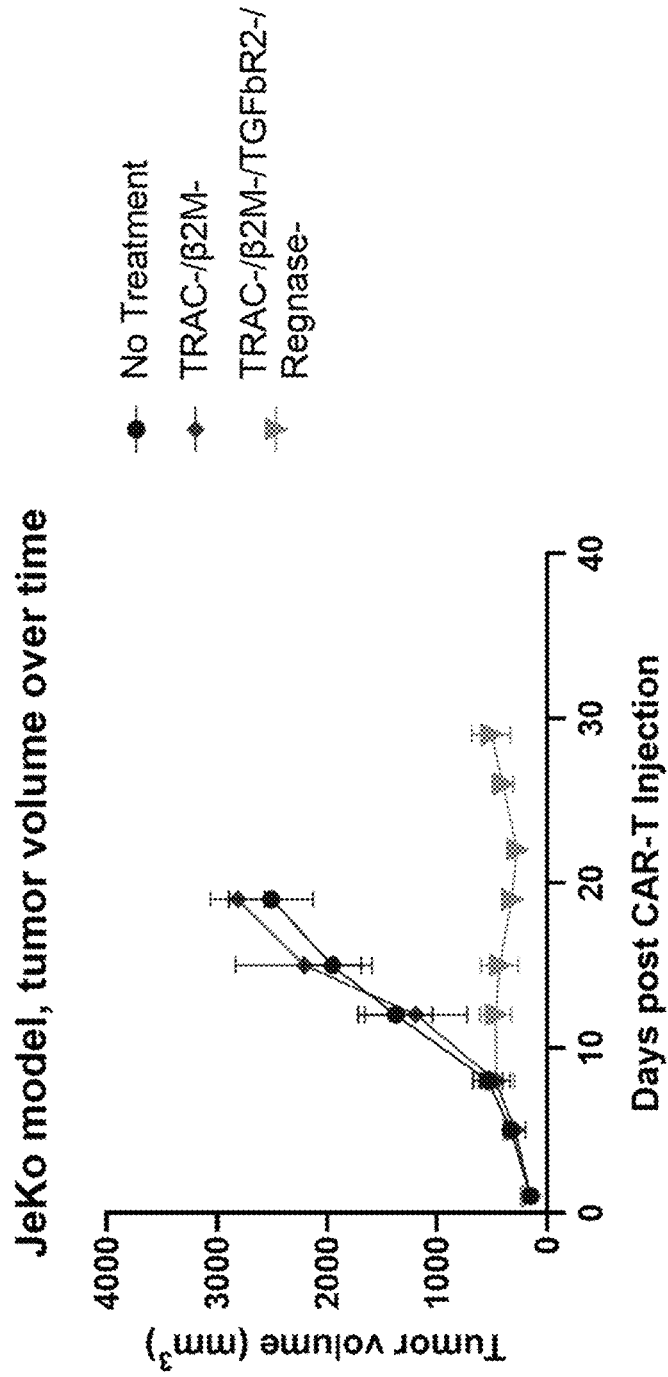 JeKo model, tumor volume over time
Tumor volume (mm³)
4000
3000
2000
1000
0
0
10
20
30
40
Days post CAR-T Injection
No Treatment
TRAC-/β2M-
TRAC-/β2M-/TGFbR2-/
Regnase-